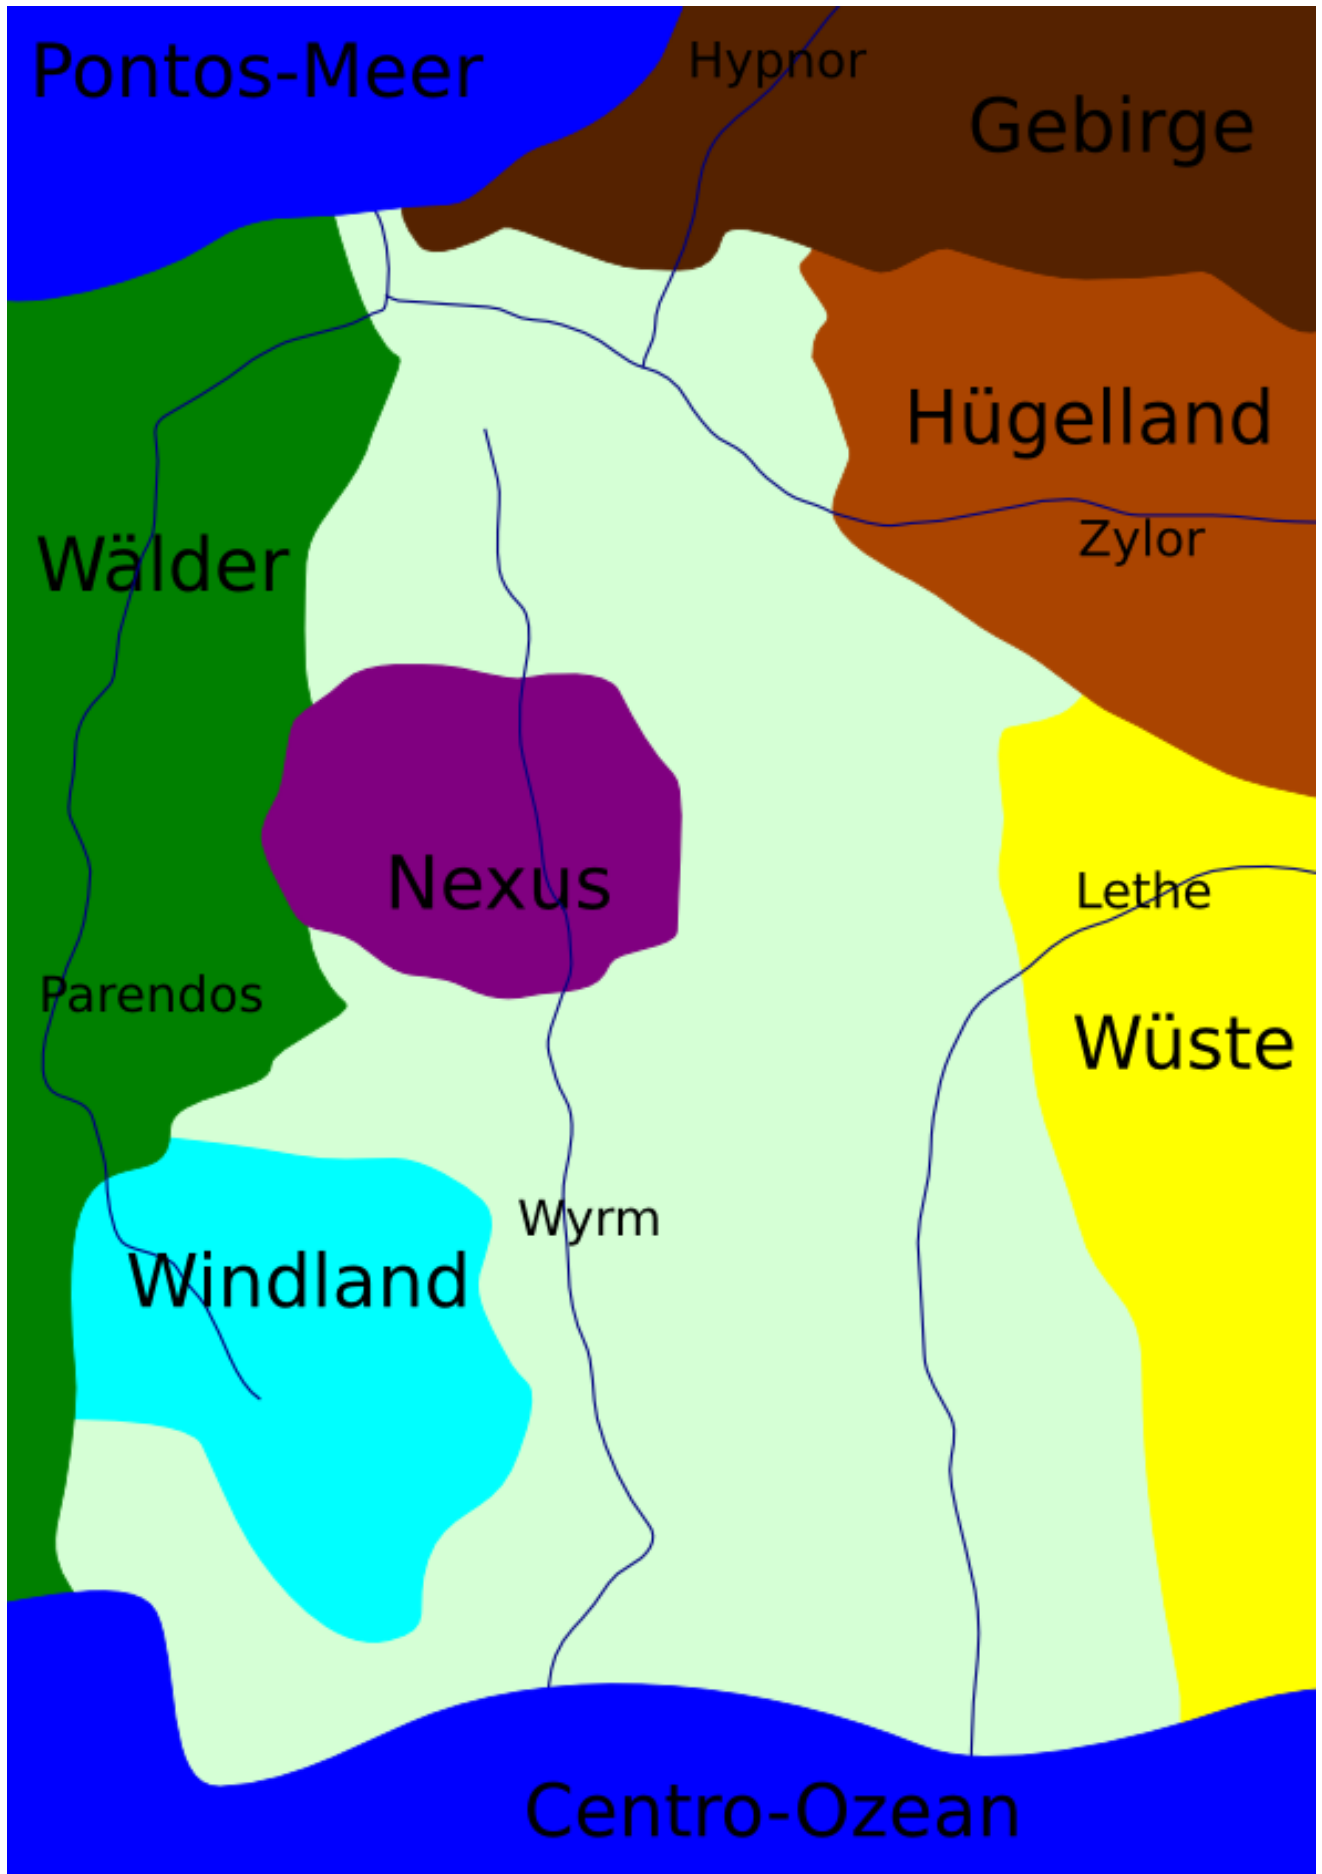 Pontos-Meer
Hypnor
Gebirge
Hügelland
Zylor
Wälder
Nexus
Lethe
Parendos
Wüste
Wyrm
Windland
Centro-Ozean